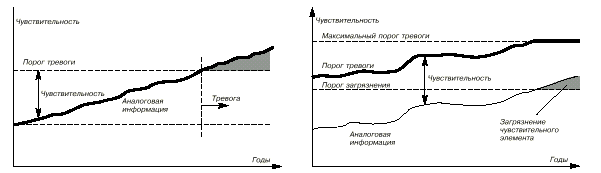 Чувствительность
Порог тревоги
Чувствительность
Аналоговая
информация
Тревога
Годы
Чувствительность
Максимальный порог тревоги
Порог тревоги
Чувствительность
Порог загрязнения
Аналоговая
информация
Загрязнение
чувствительного
элемента
Годы